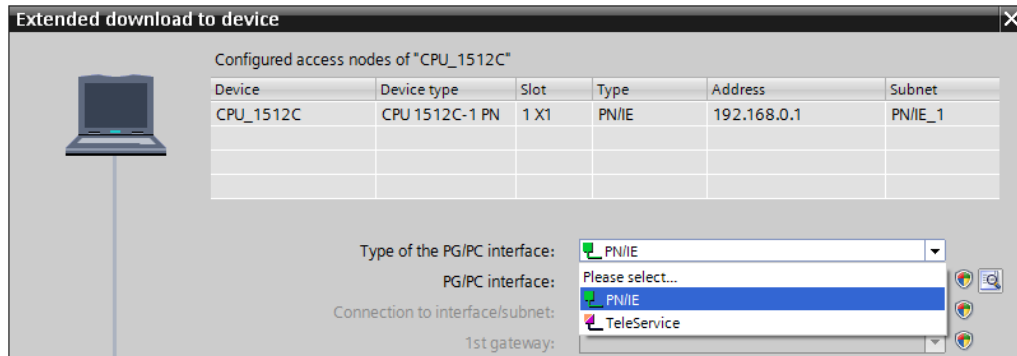 Extended download to device
Configured access nodes of "CPU_1512C"
Device Device type Slot Type Address Subnet
CPU_1512C CPU 1512C-1 PN 1 X1 PN/IE 192.168.0.1 PN/IE_1
Type of the PG/PC interface: PN/IE
PG/PC interface: Please select...
PN/IE
Connection to interface/subnet:
TeleService
1st gateway: